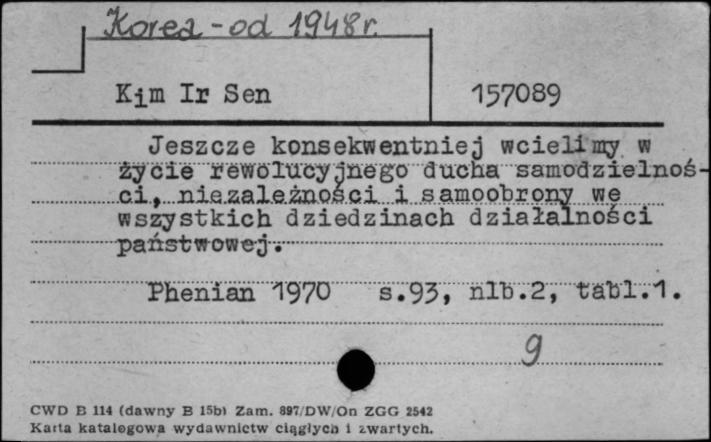 Korea - od 1948 r.
Kim Ir Sen 157089
Jeszcze konsekwentniej wcielimy w
życie rewolucyjnego ducha samodzielnoś-
ci, niezależności i samoobrony we
wszystkich dziedzinach działalności
państwowej.
Phenian 1970 s.93, nlb.2, tabl.1.
9
CWD B 114 (dawny B 15b) Zam. 897/DW/On ZGG 2542
Karta katalogowa wydawnictw ciągłych i zwartych.